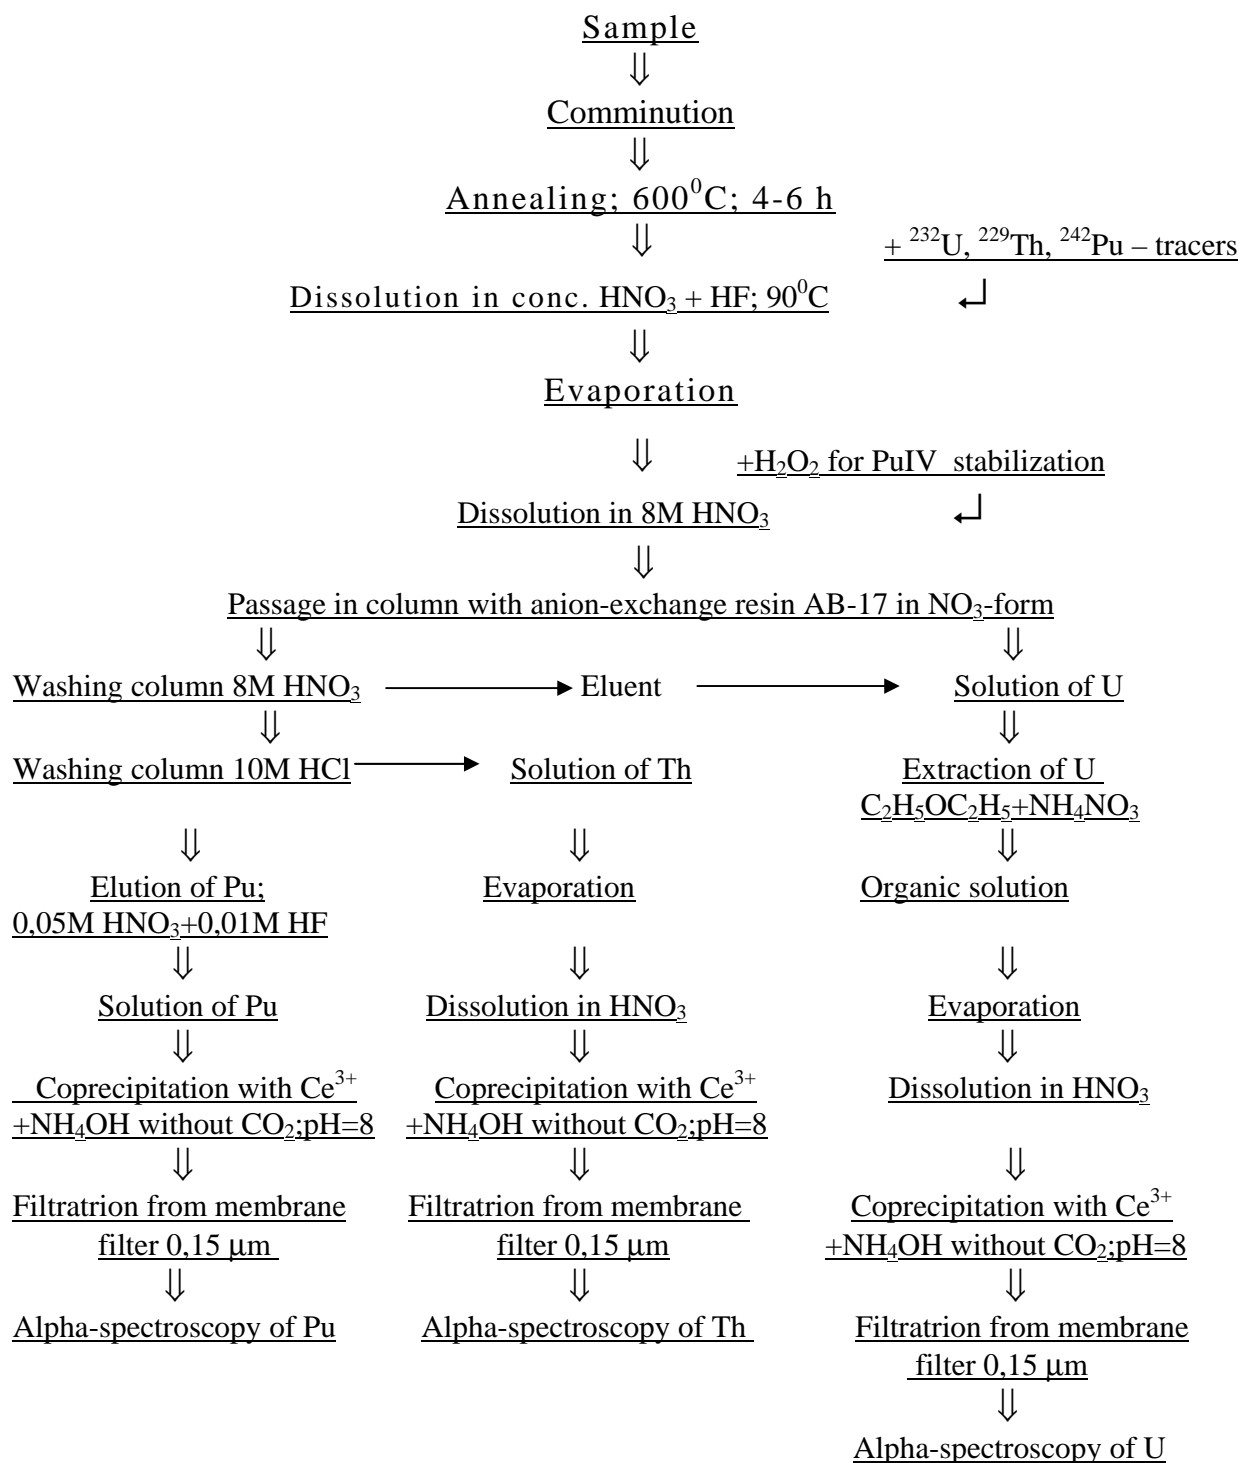 Sample
⇓
Comminution
⇓
Annealing; 600⁰C; 4-6 h
⇓
+ ²³²U, ²²⁹Th, ²⁴²Pu – tracers
Dissolution in conc. HNO₃ + HF; 90⁰C ↵
⇓
Evaporation
⇓
+H₂O₂ for PuIV stabilization
Dissolution in 8M HNO₃ ↵
⇓
Passage in column with anion-exchange resin AB-17 in NO₃-form
⇓ ⇓
Washing column 8M HNO₃ → Eluent → Solution of U
⇓ ⇓
Washing column 10M HCl → Solution of Th Extraction of U
C₂H₅OC₂H₅+NH₄NO₃
⇓ ⇓ ⇓
Elution of Pu; Evaporation Organic solution
0,05M HNO₃+0,01M HF
⇓ ⇓ ⇓
Solution of Pu Dissolution in HNO₃ Evaporation
⇓ ⇓ ⇓
Coprecipitation with Ce³⁺ Coprecipitation with Ce³⁺ Dissolution in HNO₃
+NH₄OH without CO₂;pH=8 +NH₄OH without CO₂;pH=8
⇓ ⇓ ⇓
Filtratrion from membrane Filtratrion from membrane Coprecipitation with Ce³⁺
filter 0,15 μm filter 0,15 μm +NH₄OH without CO₂;pH=8
⇓ ⇓ ⇓
Alpha-spectroscopy of Pu Alpha-spectroscopy of Th Filtratrion from membrane
filter 0,15 μm
⇓
Alpha-spectroscopy of U